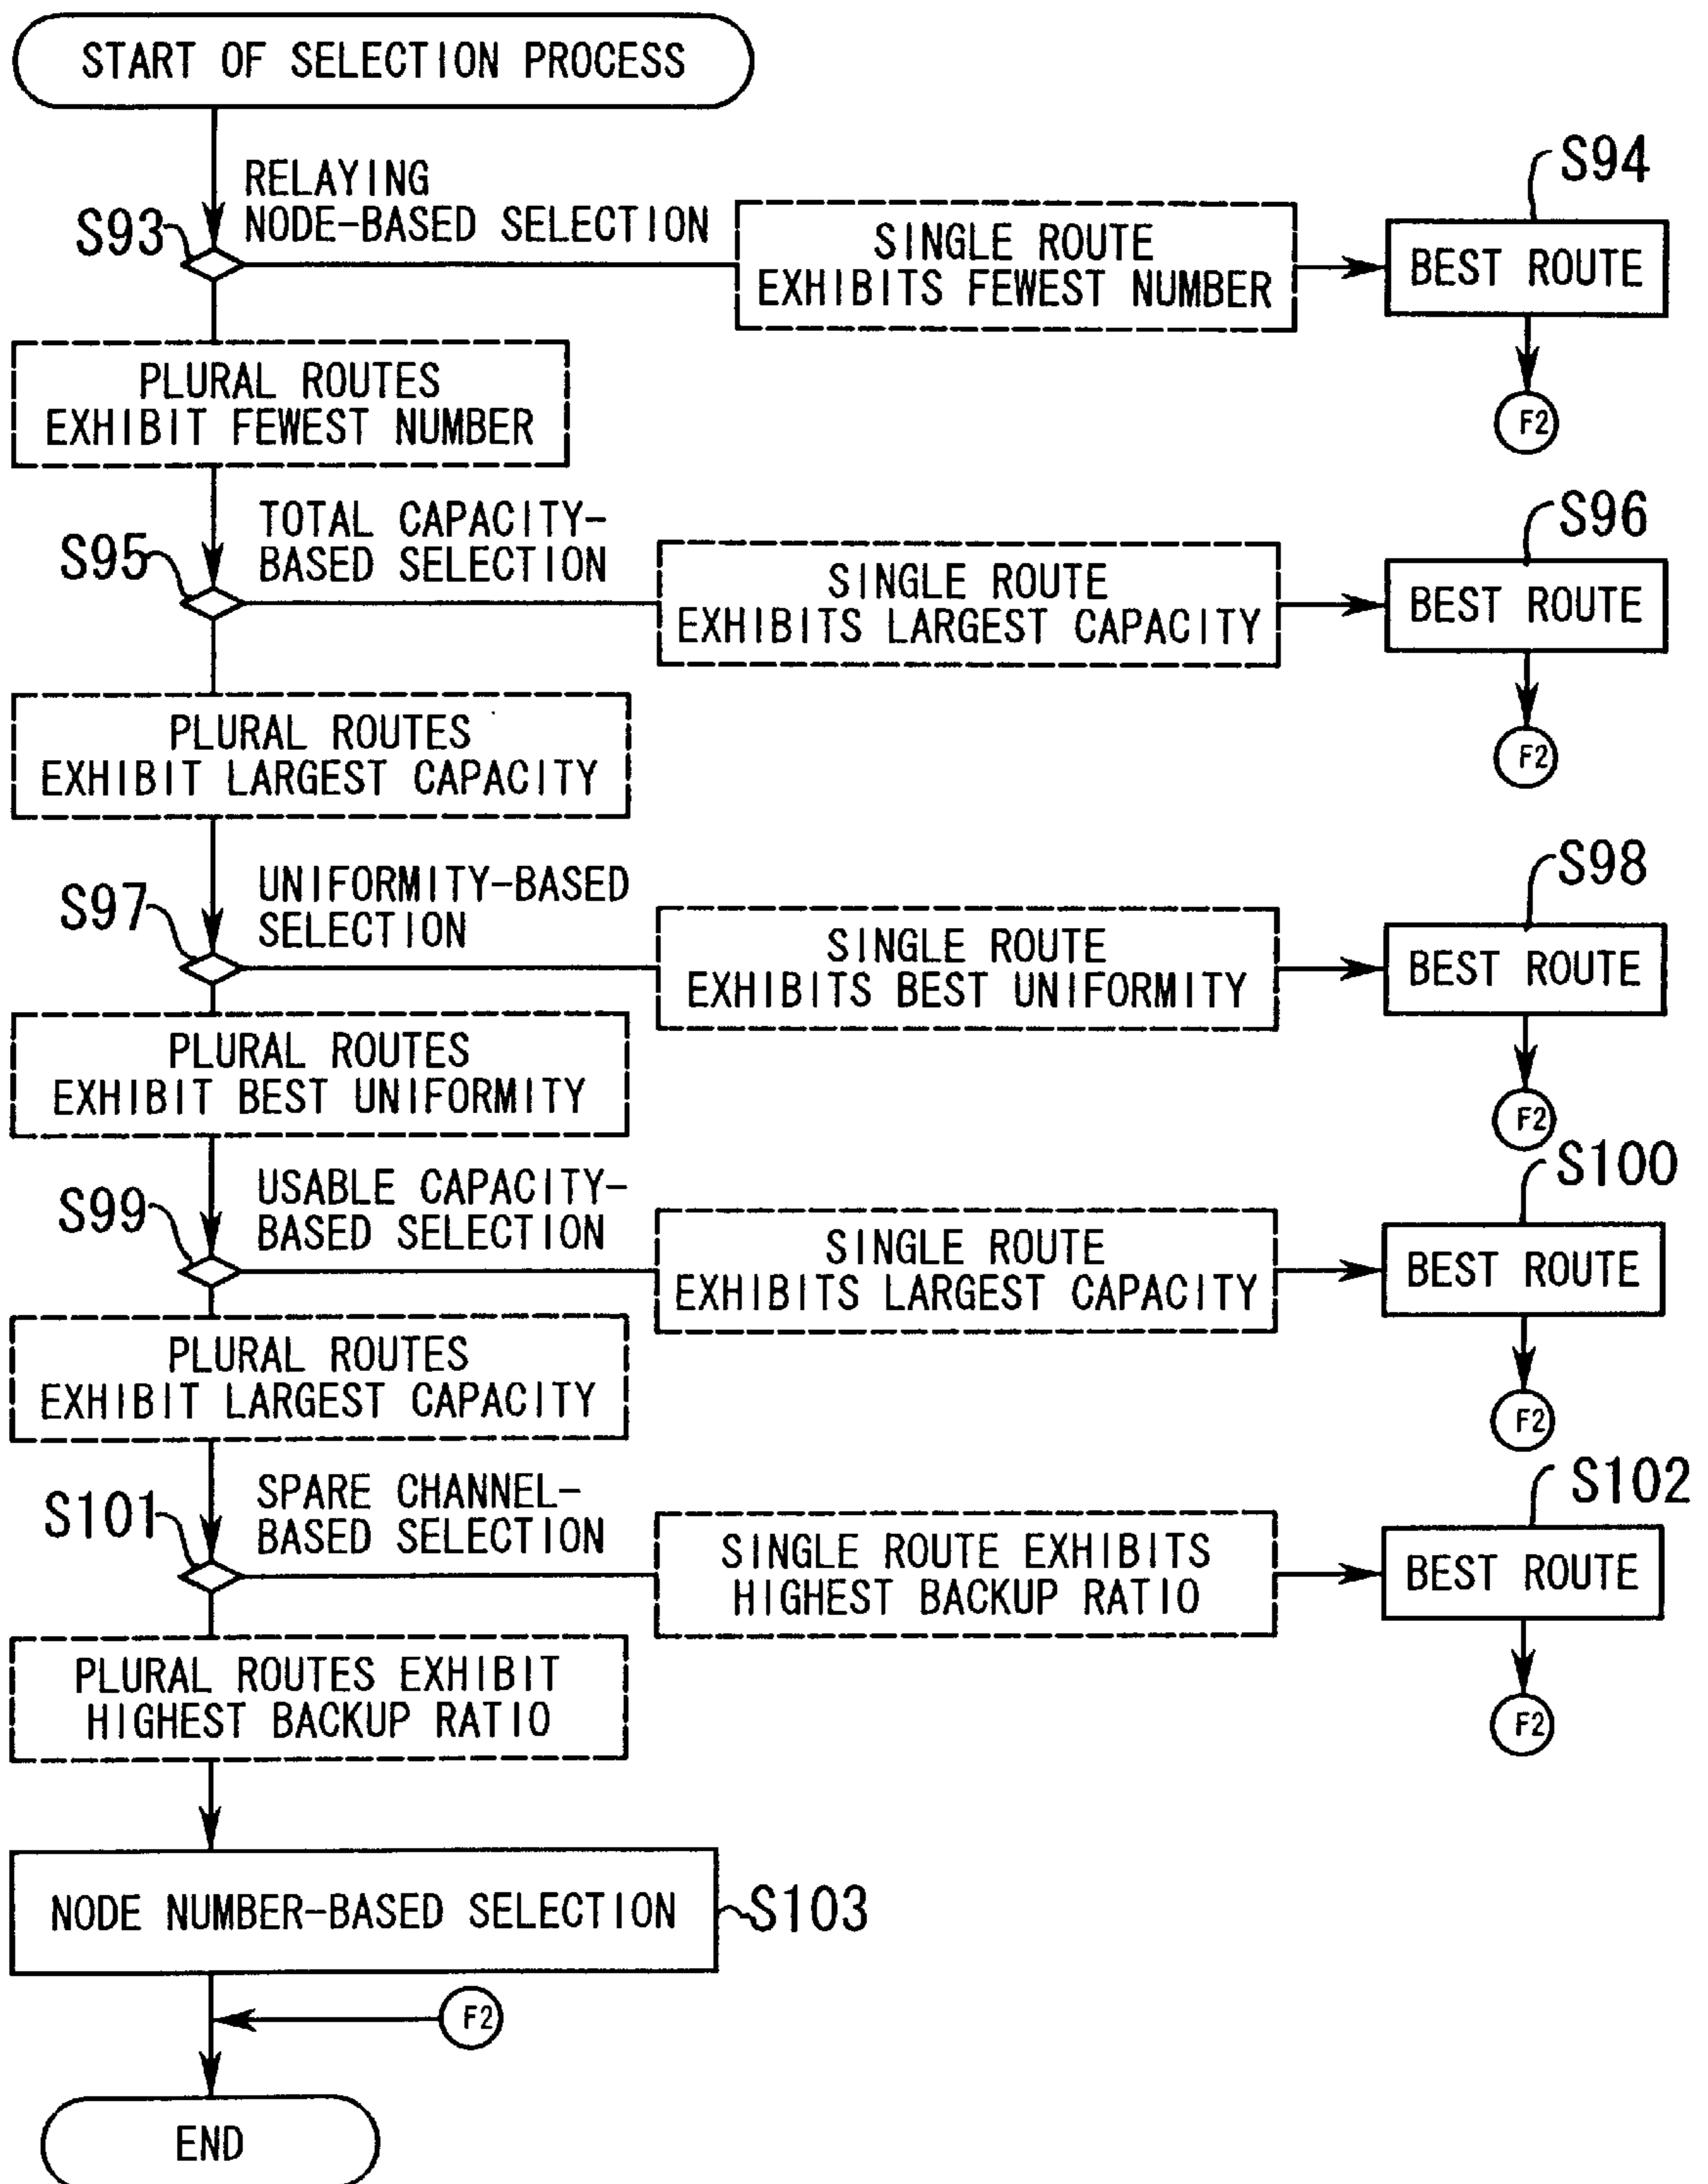 START OF SELECTION PROCESS
RELAYING
NODE-BASED SELECTION
S93
SINGLE ROUTE
EXHIBITS FEWEST NUMBER
S94
BEST ROUTE
F2
PLURAL ROUTES
EXHIBIT FEWEST NUMBER
TOTAL CAPACITY-
BASED SELECTION
S95
SINGLE ROUTE
EXHIBITS LARGEST CAPACITY
S96
BEST ROUTE
F2
PLURAL ROUTES
EXHIBIT LARGEST CAPACITY
UNIFORMITY-BASED
SELECTION
S97
SINGLE ROUTE
EXHIBITS BEST UNIFORMITY
S98
BEST ROUTE
F2
PLURAL ROUTES
EXHIBIT BEST UNIFORMITY
USABLE CAPACITY-
BASED SELECTION
S99
SINGLE ROUTE
EXHIBITS LARGEST CAPACITY
S100
BEST ROUTE
F2
PLURAL ROUTES
EXHIBIT LARGEST CAPACITY
SPARE CHANNEL-
BASED SELECTION
S101
SINGLE ROUTE EXHIBITS
HIGHEST BACKUP RATIO
S102
BEST ROUTE
F2
PLURAL ROUTES EXHIBIT
HIGHEST BACKUP RATIO
NODE NUMBER-BASED SELECTION
S103
F2
END